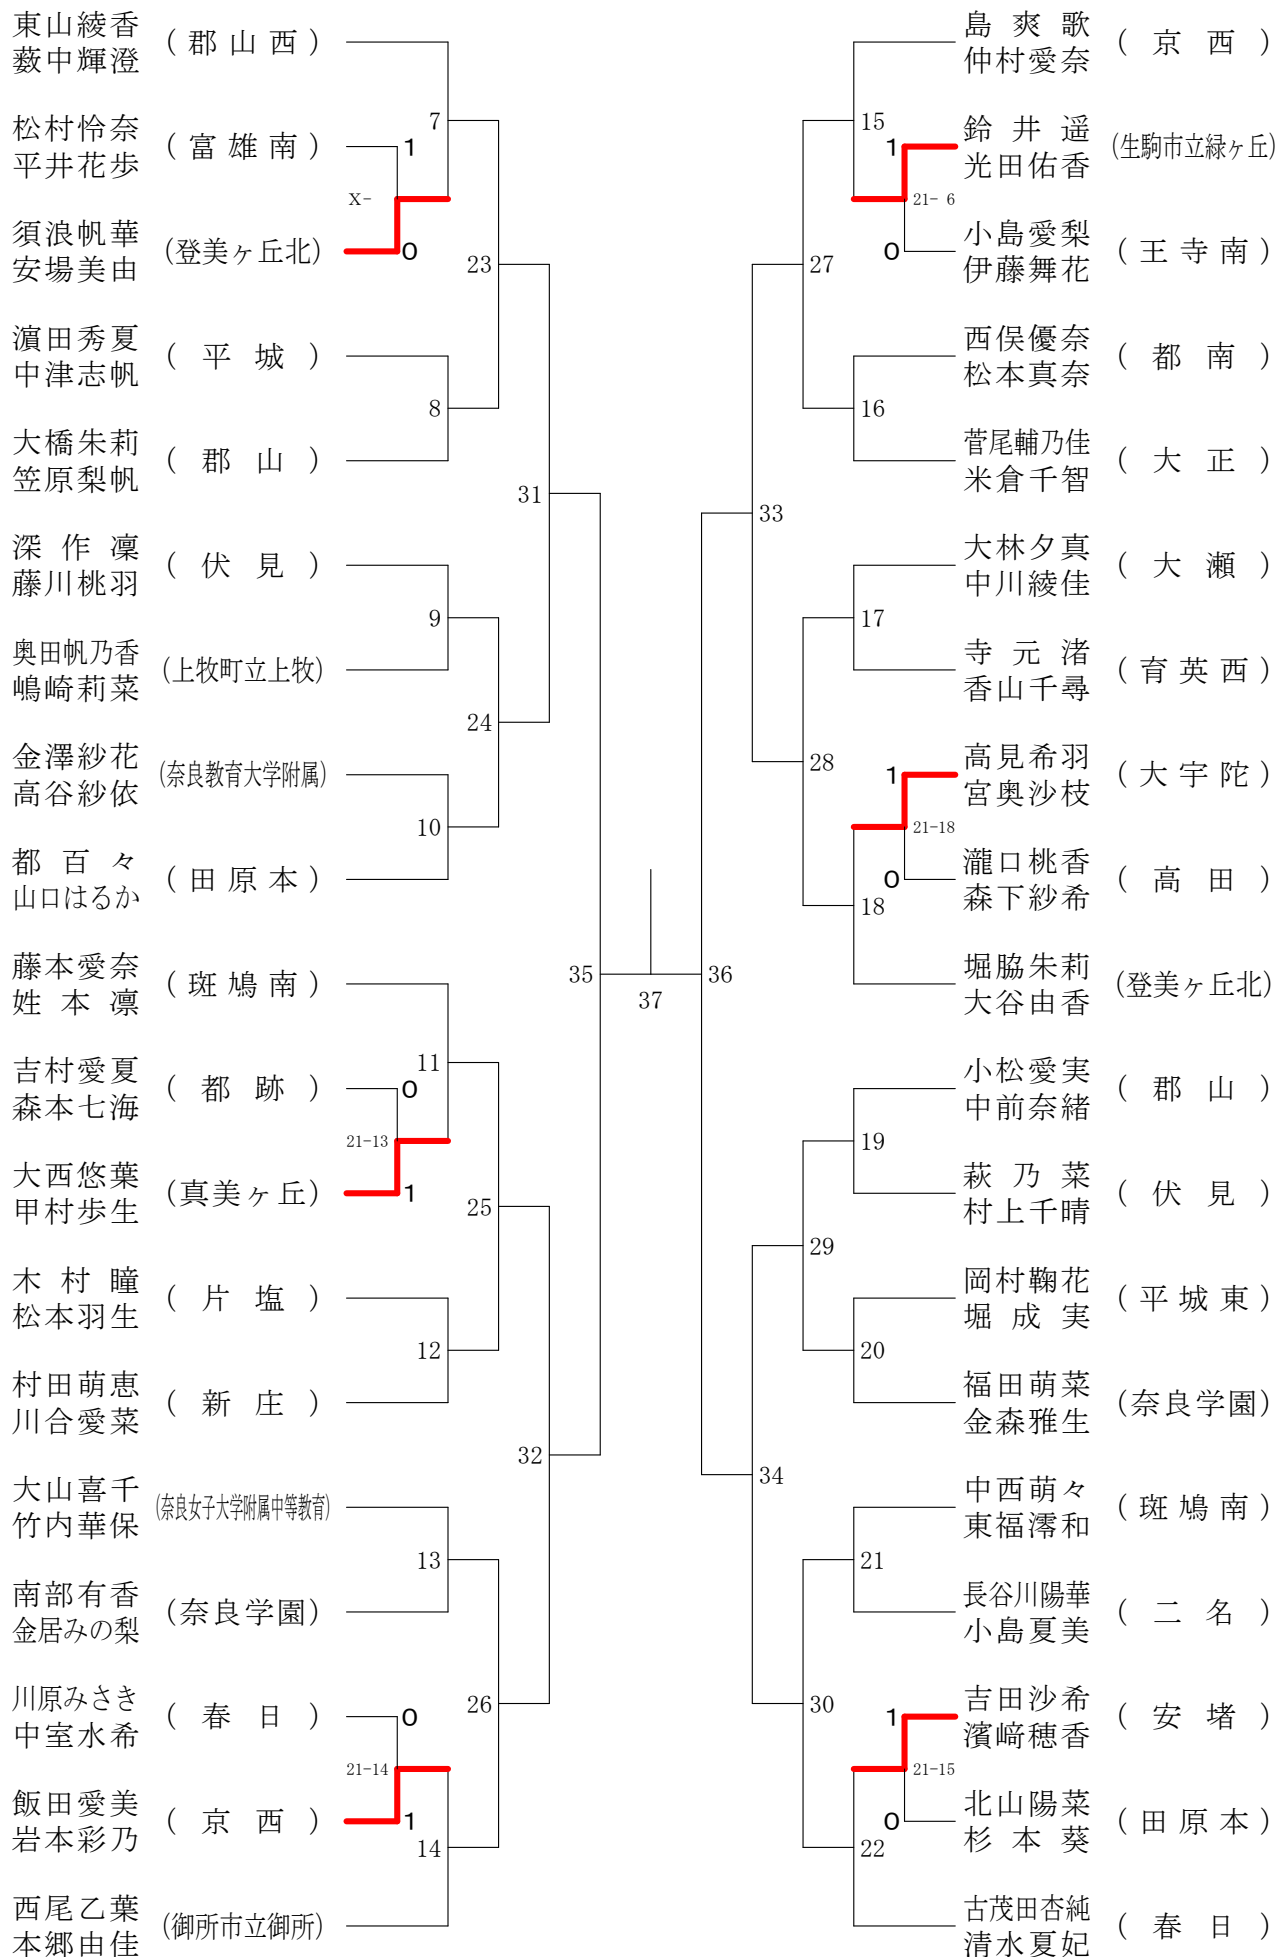 東山綾香
藪中輝澄
(郡山西)
松村怜奈
平井花歩
(富雄南)
1
X-
須浪帆華
安場美由
(登美ヶ丘北)
0
7
濵田秀夏
中津志帆
(平城)
大橋朱莉
笠原梨帆
(郡山)
8
23
深作凜
藤川桃羽
(伏見)
奥田帆乃香
嶋崎莉菜
(上牧町立上牧)
9
金澤紗花
高谷紗依
(奈良教育大学附属)
都百々
山口はるか
(田原本)
10
24
31
藤本愛奈
姓本凛
(斑鳩南)
吉村愛夏
森本七海
(都跡)
0
21-13
大西悠葉
甲村歩生
(真美ヶ丘)
1
11
木村瞳
松本羽生
(片塩)
村田萌恵
川合愛菜
(新庄)
12
25
大山喜千
竹内華保
(奈良女子大学附属中等教育)
南部有香
金居みの梨
(奈良学園)
13
川原みさき
中室水希
(春日)
0
21-14
飯田愛美
岩本彩乃
(京西)
1
西尾乙葉
本郷由佳
(御所市立御所)
14
26
32
35
37
36
島爽歌
仲村愛奈
(京西)
15
鈴井遥
光田佑香
(生駒市立緑ヶ丘)
1
21-6
小島愛梨
伊藤舞花
(王寺南)
0
27
西俣優奈
松本真奈
(都南)
16
菅尾輔乃佳
米倉千智
(大正)
33
大林夕真
中川綾佳
(大瀬)
17
寺元渚
香山千尋
(育英西)
28
高見希羽
宮奥沙枝
(大宇陀)
1
21-18
瀧口桃香
森下紗希
(高田)
0
18
堀脇朱莉
大谷由香
(登美ヶ丘北)
小松愛実
中前奈緒
(郡山)
19
萩乃菜
村上千晴
(伏見)
29
岡村鞠花
堀成実
(平城東)
20
福田萌菜
金森雅生
(奈良学園)
34
中西萌々
東福澪和
(斑鳩南)
21
長谷川陽華
小島夏美
(二名)
30
吉田沙希
濱﨑穂香
(安堵)
1
21-15
北山陽菜
杉本葵
(田原本)
0
22
古茂田杏純
清水夏妃
(春日)